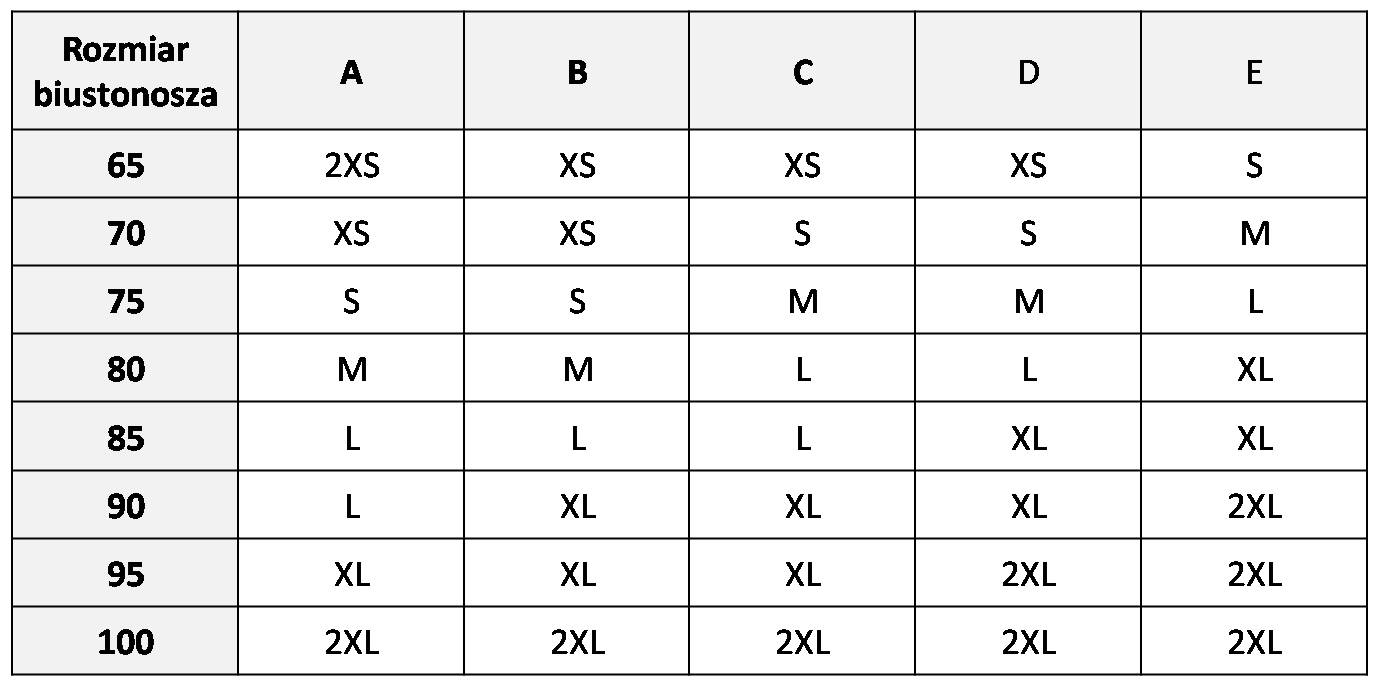 Rozmiar biustonosza A B C D E
65 2XS XS XS XS S
70 XS XS S S M
75 S S M M L
80 M M L L XL
85 L L L XL XL
90 L XL XL XL 2XL
95 XL XL XL 2XL 2XL
100 2XL 2XL 2XL 2XL 2XL